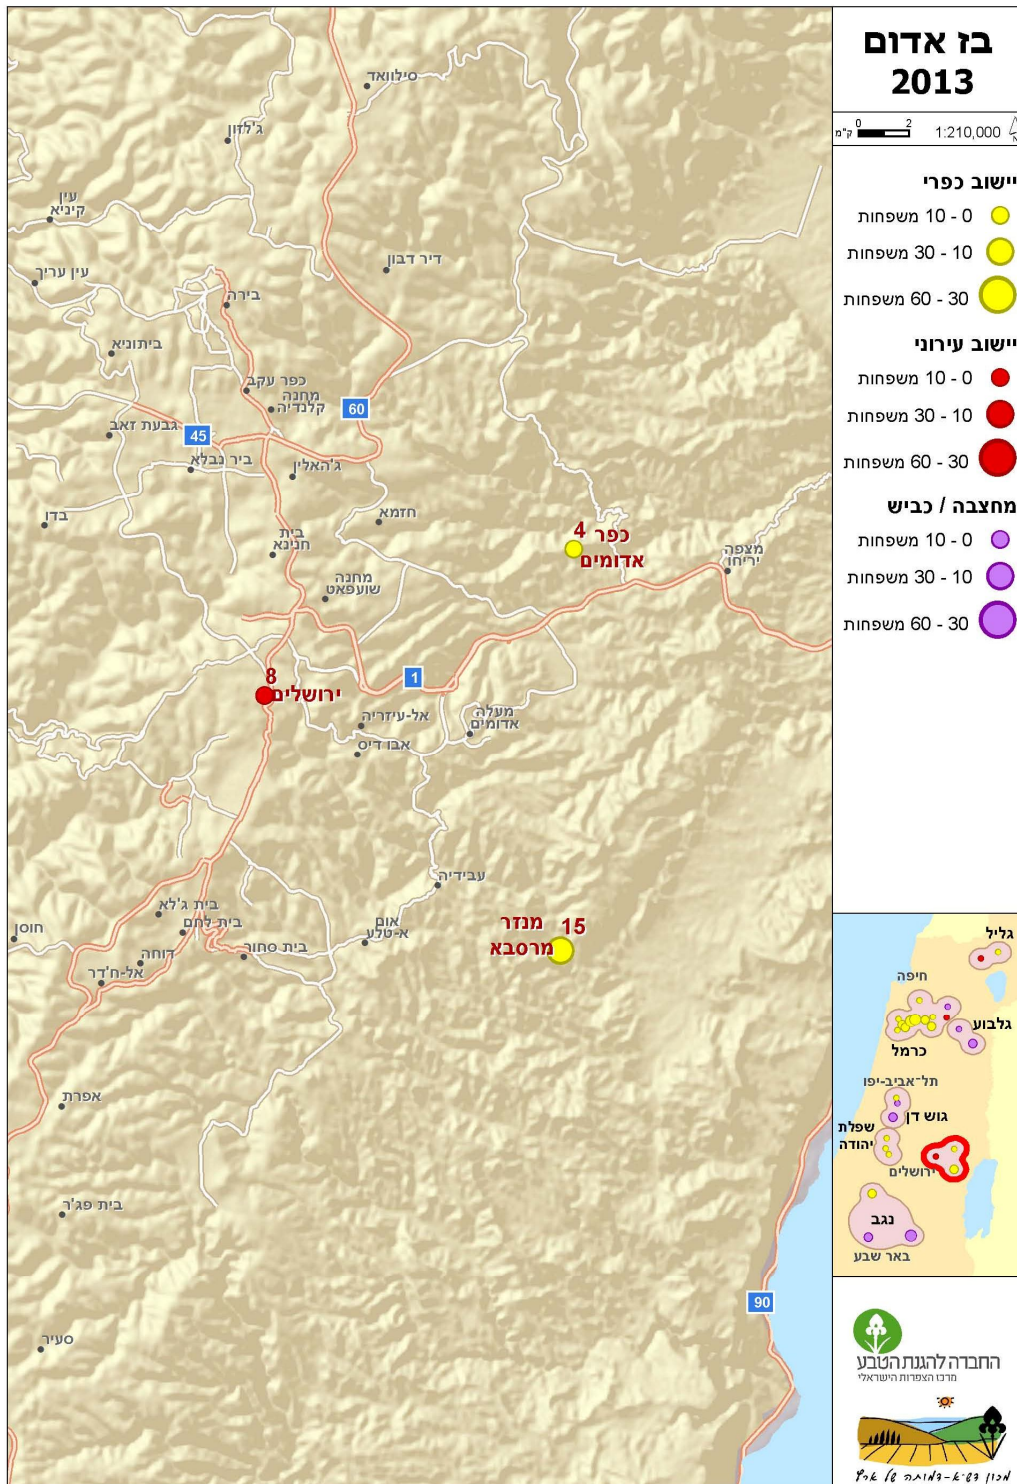 בז אדום
2013
0 2
ק"מ
1:210,000
N
יישוב כפרי
0 - 10 משפחות
10 - 30 משפחות
30 - 60 משפחות
יישוב עירוני
0 - 10 משפחות
10 - 30 משפחות
30 - 60 משפחות
מחצבה / כביש
0 - 10 משפחות
10 - 30 משפחות
30 - 60 משפחות
סילוואד
ג'לזון
עין
קיניא
דיר דבון
עין עריך
בירה
ביתוניא
כפר עקב
מחנה
קלנדיה
60
גבעת זאב
45
ביר נבלא
ג'האלין
בדו
חזמא
בית
חנינא
4 כפר
אדומים
מצפה
יריחו
מחנה
שועפאט
8
ירושלים
1
אל-עיזריה
מעלה
אדומים
אבו דיס
עבידיה
בית ג'לא
בית לחם
אום
א-טלע
חוסן
דוחה
בית סחור
אל-ח'דר
15 מנזר
מרסבא
אפרת
בית פג'ר
90
סעיר
גליל
חיפה
גלבוע
כרמל
תל־אביב-יפו
גוש דן
שפלת
יהודה
ירושלים
נגב
באר שבע
החברה להגנת הטבע
מרכז הצפרות הישראלי
מכון דש"א-דמותה של ארץ